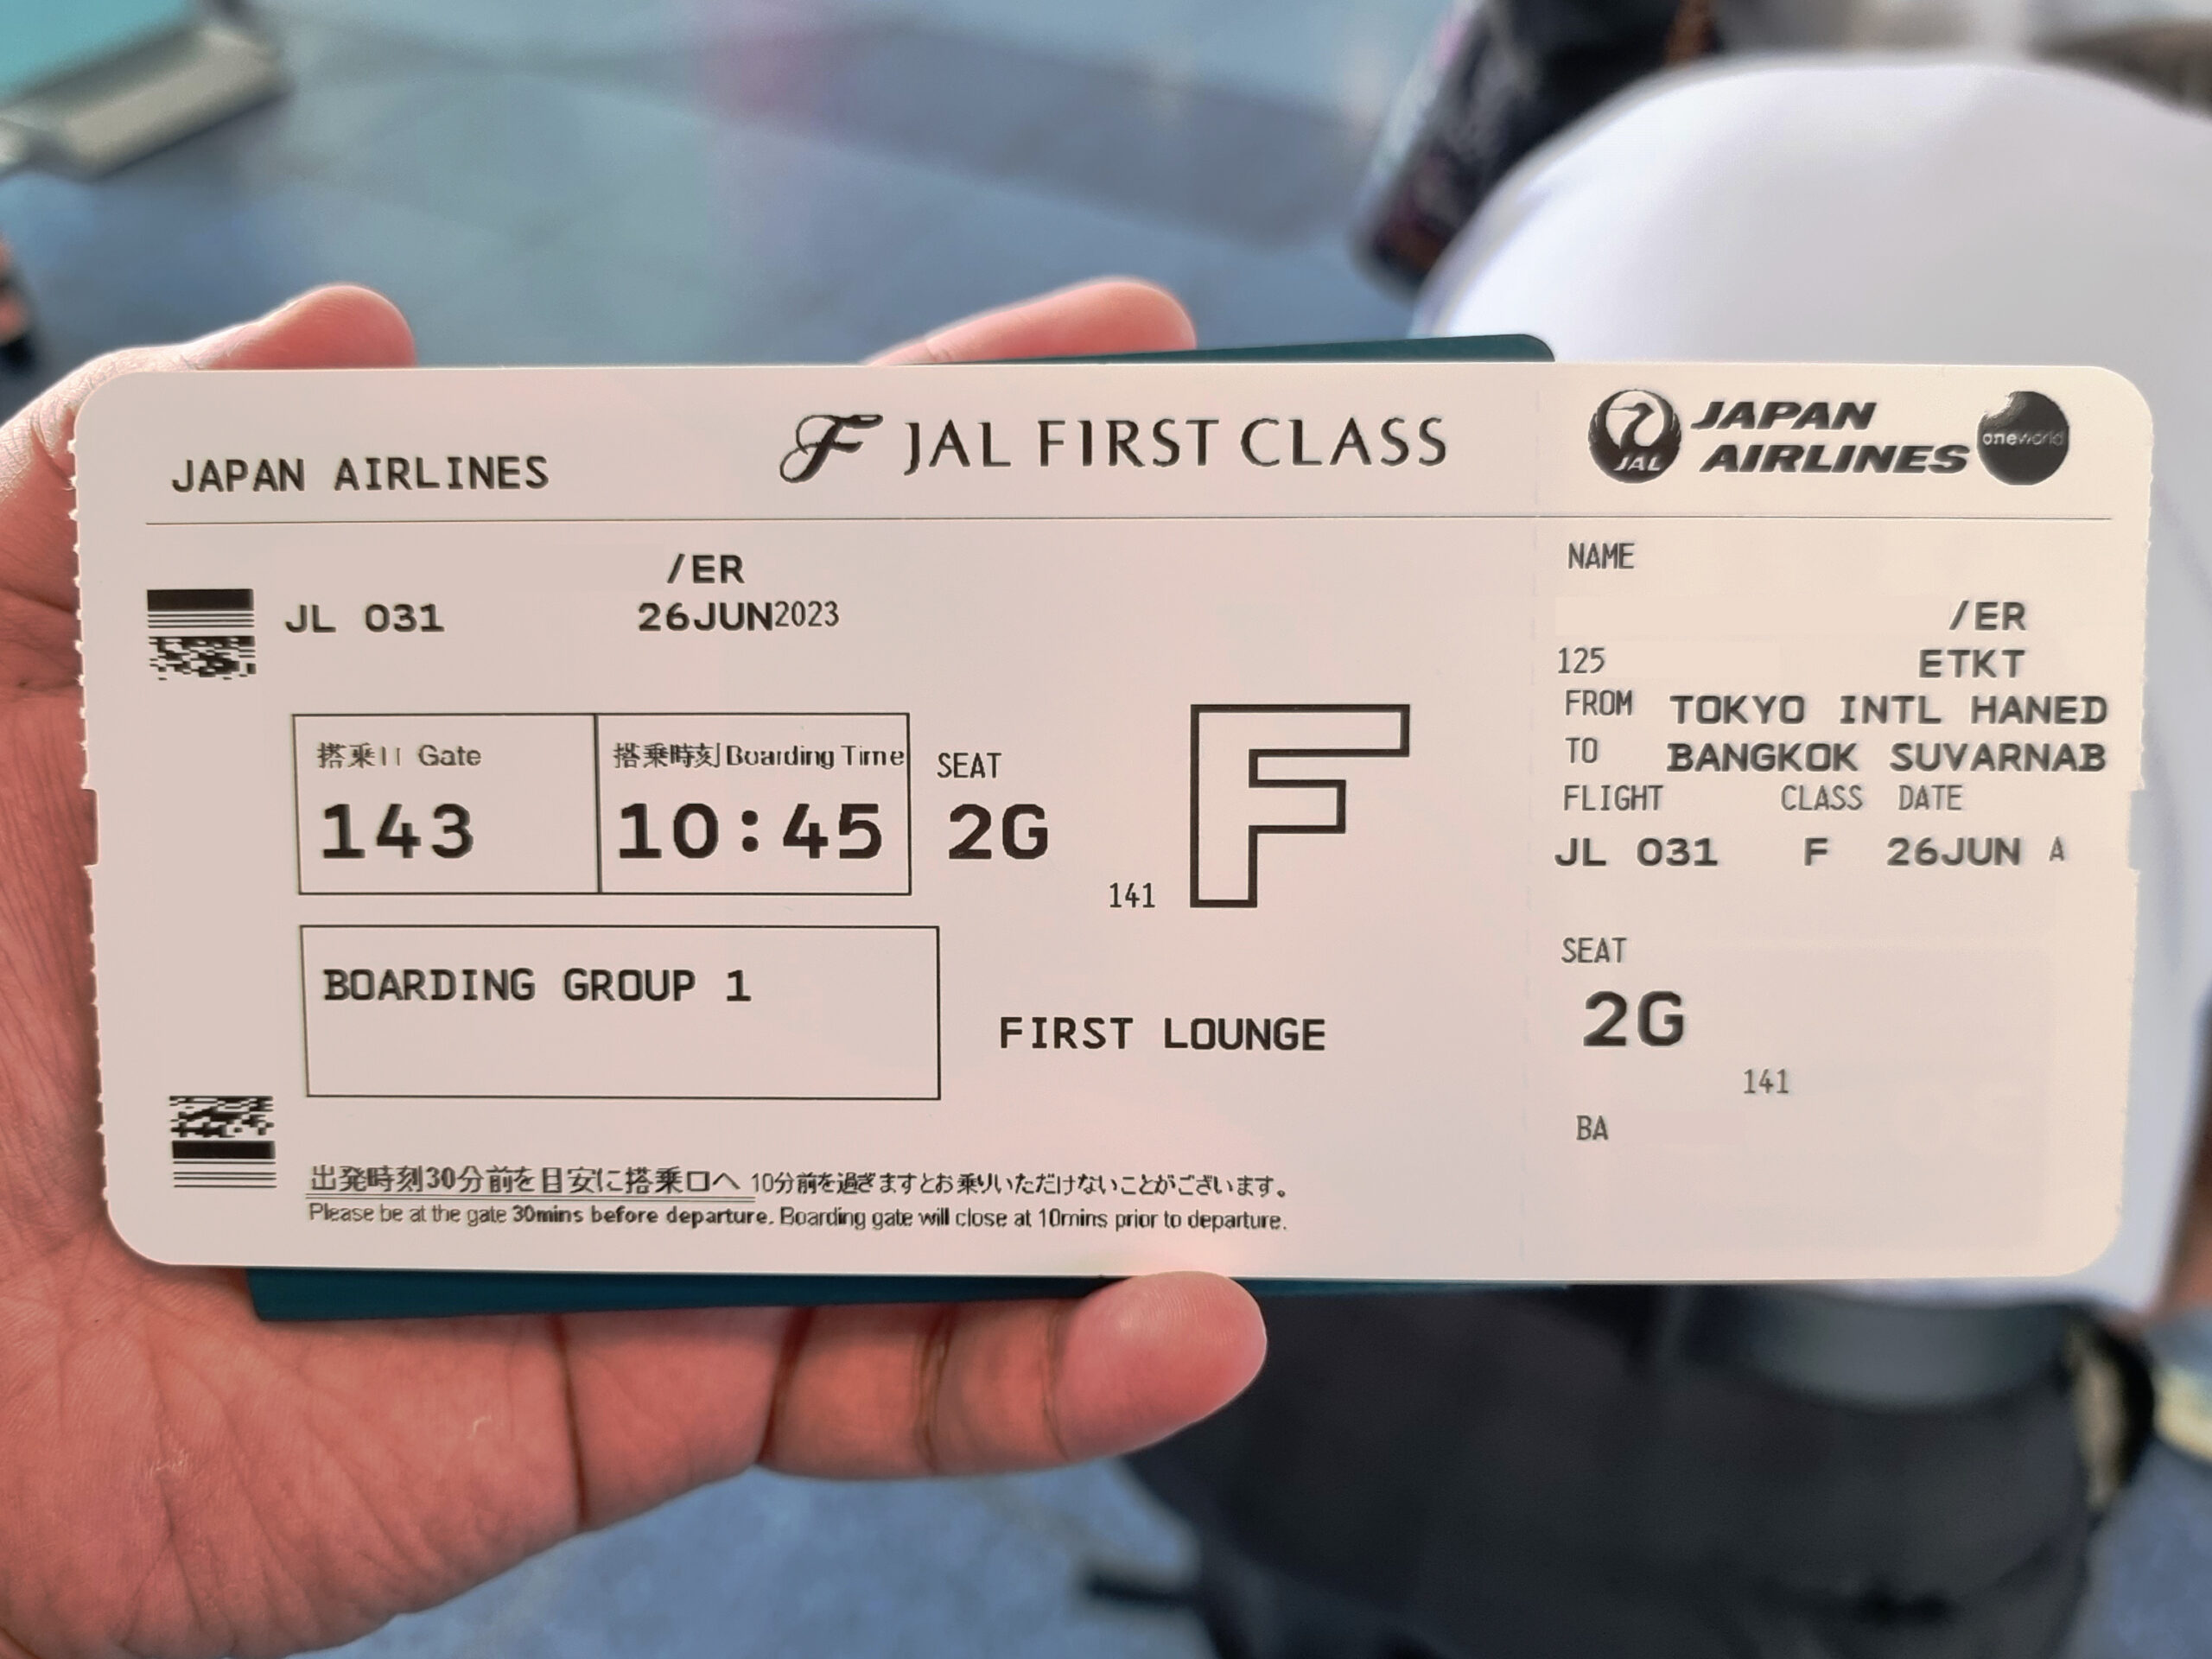 JAPAN AIRLINES
F JAL FIRST CLASS
JAL
JAPAN
AIRLINES
oneworld
/ER
JL 031 26JUN2023
搭乗口 Gate
143
搭乗時刻 Boarding Time
10:45
SEAT
2G
141
F
BOARDING GROUP 1
FIRST LOUNGE
出発時刻30分前を目安に搭乗口へ 10分前を過ぎますとお乗りいただけないことがございます。
Please be at the gate 30mins before departure. Boarding gate will close at 10mins prior to departure.
NAME
/ER
125 ETKT
FROM TOKYO INTL HANED
TO BANGKOK SUVARNAB
FLIGHT CLASS DATE
JL 031 F 26JUN A
SEAT
2G
141
BA